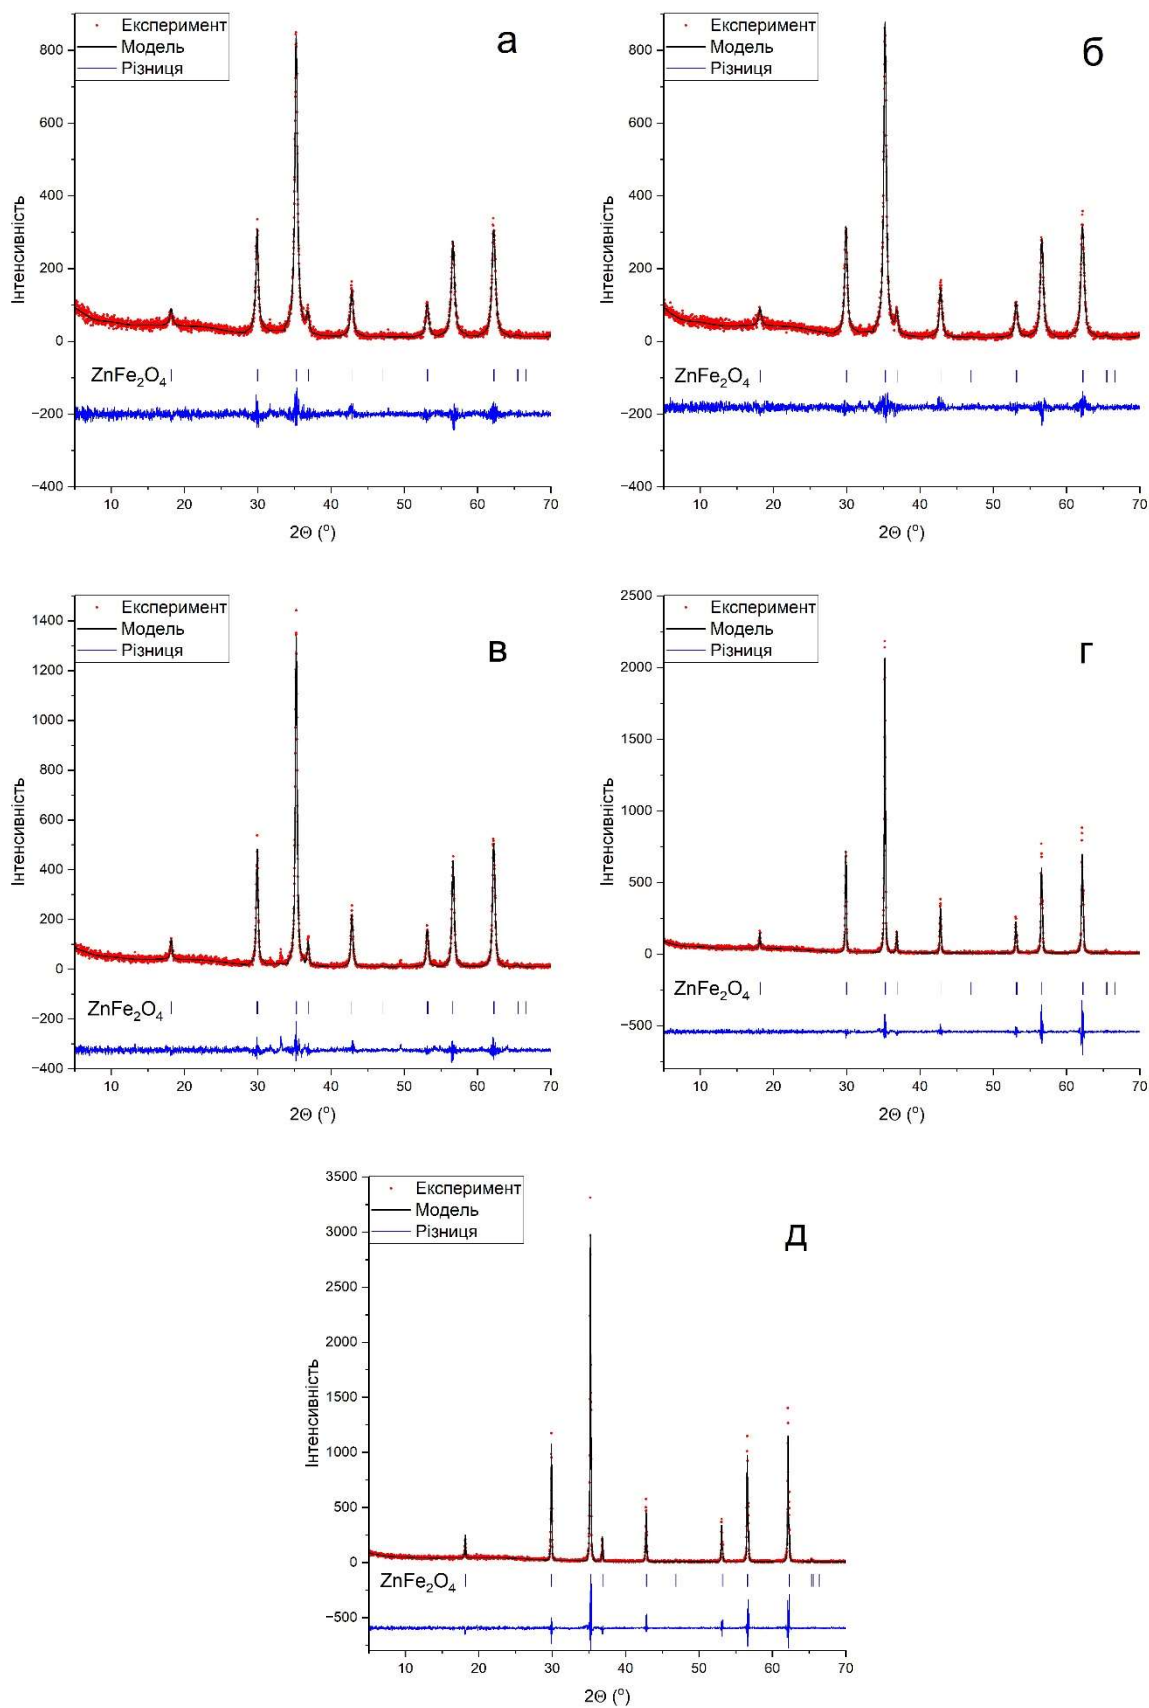 Експеримент
Модель
Різниця
а
Інтенсивність
800
600
400
200
0
−200
−400
ZnFe₂O₄
10 20 30 40 50 60 70
2Θ (°)
Експеримент
Модель
Різниця
б
Інтенсивність
800
600
400
200
0
−200
−400
ZnFe₂O₄
10 20 30 40 50 60 70
2Θ (°)
Експеримент
Модель
Різниця
в
Інтенсивність
1400
1200
1000
800
600
400
200
0
−200
−400
ZnFe₂O₄
10 20 30 40 50 60 70
2Θ (°)
Експеримент
Модель
Різниця
г
Інтенсивність
2500
2000
1500
1000
500
0
−500
ZnFe₂O₄
10 20 30 40 50 60 70
2Θ (°)
Експеримент
Модель
Різниця
д
Інтенсивність
3500
3000
2500
2000
1500
1000
500
0
−500
ZnFe₂O₄
10 20 30 40 50 60 70
2Θ (°)